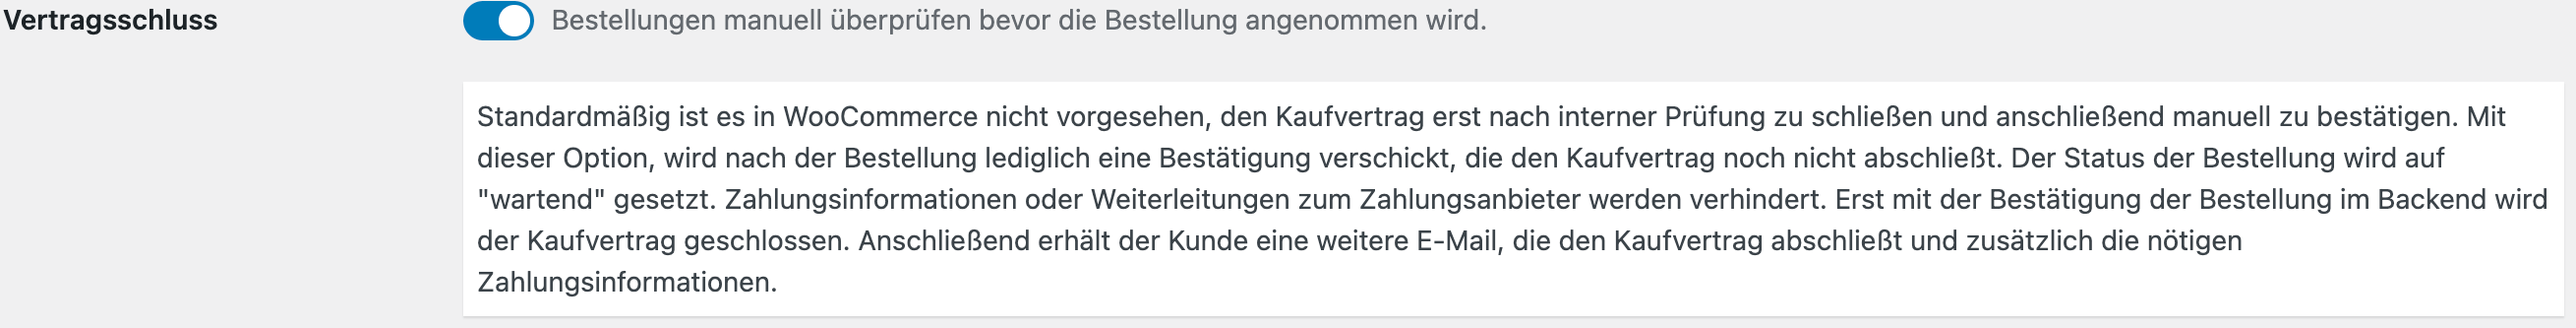 Vertragsschluss
Bestellungen manuell überprüfen bevor die Bestellung angenommen wird.
Standardmäßig ist es in WooCommerce nicht vorgesehen, den Kaufvertrag erst nach interner Prüfung zu schließen und anschließend manuell zu bestätigen. Mit
dieser Option, wird nach der Bestellung lediglich eine Bestätigung verschickt, die den Kaufvertrag noch nicht abschließt. Der Status der Bestellung wird auf
"wartend" gesetzt. Zahlungsinformationen oder Weiterleitungen zum Zahlungsanbieter werden verhindert. Erst mit der Bestätigung der Bestellung im Backend wird
der Kaufvertrag geschlossen. Anschließend erhält der Kunde eine weitere E-Mail, die den Kaufvertrag abschließt und zusätzlich die nötigen
Zahlungsinformationen.